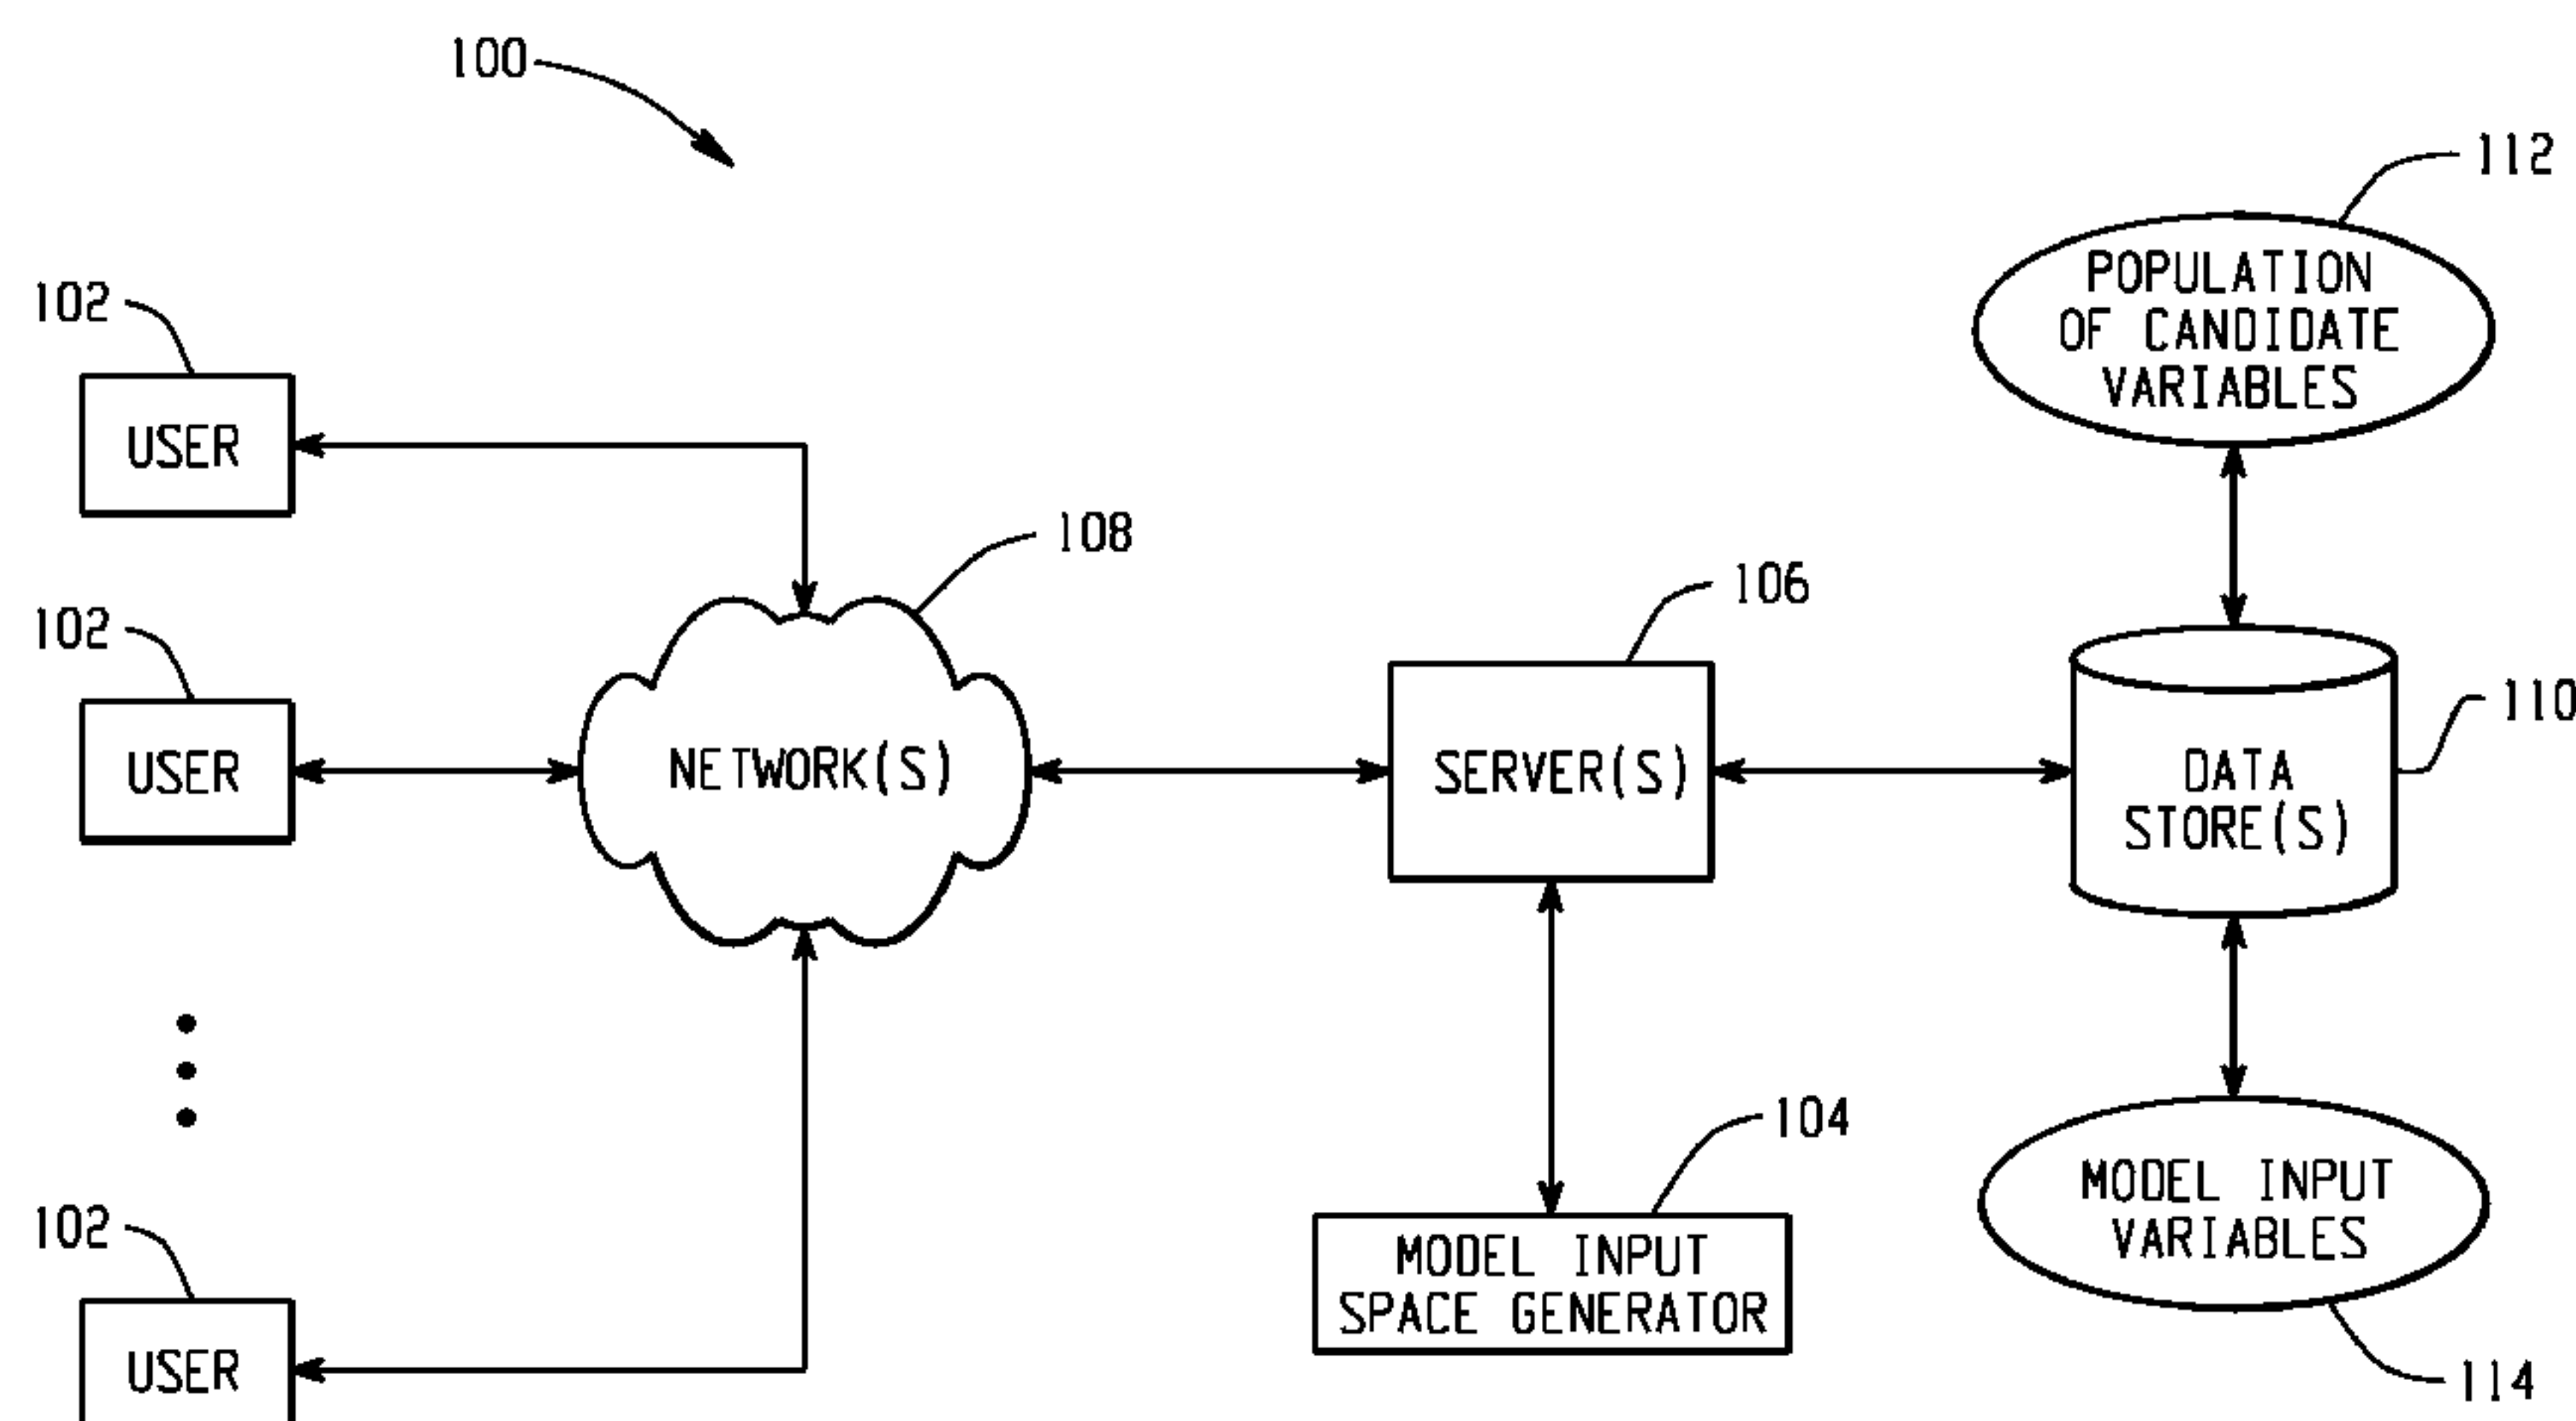 100
112
POPULATION
OF CANDIDATE
VARIABLES
102
USER
108
106
102
USER
NETWORK(S)
SERVER(S)
110
DATA
STORE(S)
104
MODEL INPUT
SPACE GENERATOR
MODEL INPUT
VARIABLES
102
USER
114